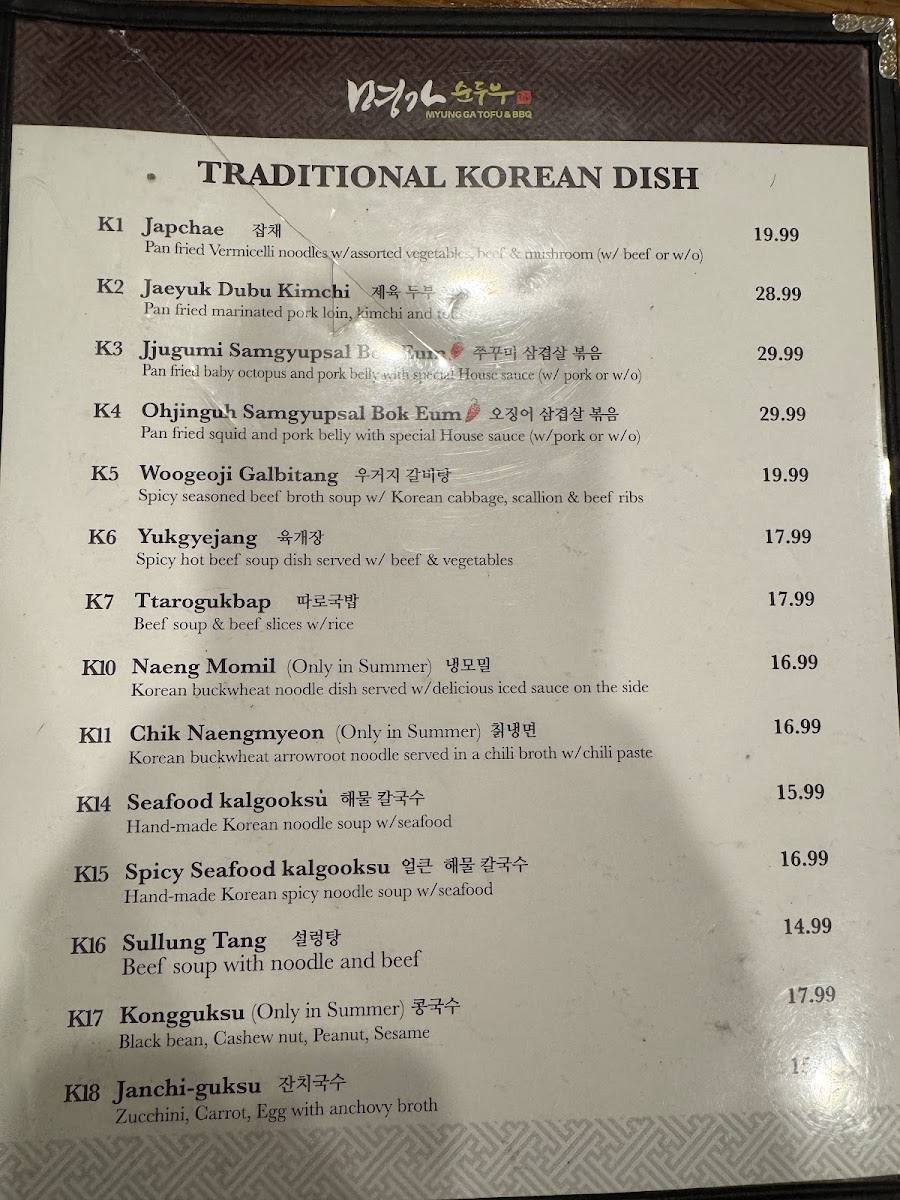 명가 순두부
MYUNG GA TOFU & BBQ
TRADITIONAL KOREAN DISH
K1 Japchae 잡채 19.99
Pan fried Vermicelli noodles w/assorted vegetables, beef & mushroom (w/ beef or w/o)
K2 Jaeyuk Dubu Kimchi 제육 두부 28.99
Pan fried marinated pork loin, kimchi and
K3 Jjugumi Samgyupsal Bok Eum 쭈꾸미 삼겹살 볶음 29.99
Pan fried baby octopus and pork belly with special House sauce (w/ pork or w/o)
K4 Ohjinguh Samgyupsal Bok Eum 오징어 삼겹살 볶음 29.99
Pan fried squid and pork belly with special House sauce (w/pork or w/o)
K5 Woogeoji Galbitang 우거지 갈비탕 19.99
Spicy seasoned beef broth soup w/ Korean cabbage, scallion & beef ribs
K6 Yukgyejang 육개장 17.99
Spicy hot beef soup dish served w/ beef & vegetables
K7 Ttarogukbap 따로국밥 17.99
Beef soup & beef slices w/rice
K10 Naeng Momil (Only in Summer) 냉모밀 16.99
Korean buckwheat noodle dish served w/delicious iced sauce on the side
K11 Chik Naengmyeon (Only in Summer) 칡냉면 16.99
Korean buckwheat arrowroot noodle served in a chili broth w/chili paste
K14 Seafood kalgooksu 해물 칼국수 15.99
Hand-made Korean noodle soup w/seafood
K15 Spicy Seafood kalgooksu 얼큰 해물 칼국수 16.99
Hand-made Korean spicy noodle soup w/seafood
K16 Sullung Tang 설렁탕 14.99
Beef soup with noodle and beef
K17 Kongguksu (Only in Summer) 콩국수 17.99
Black bean, Cashew nut, Peanut, Sesame
K18 Janchi-guksu 잔치국수
Zucchini, Carrot, Egg with anchovy broth